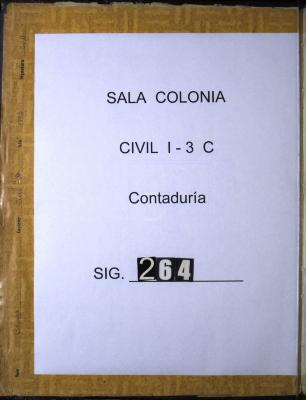 SALA COLONIA
CIVIL I - 3 C
Contaduría
SIG. 264